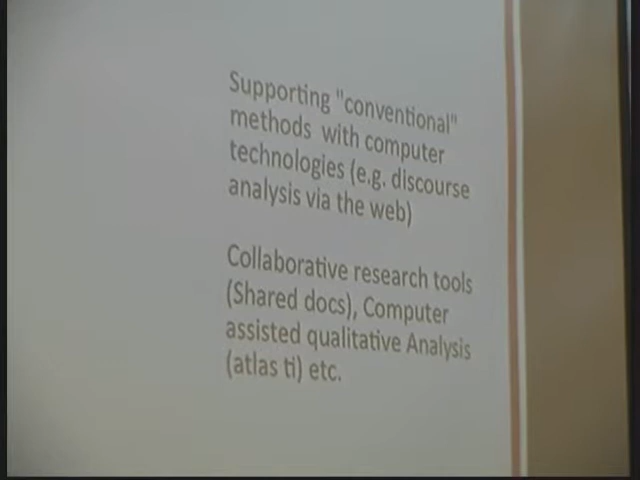 Supporting "conventional"
methods with computer
technologies (e.g. discourse
analysis via the web)
Collaborative research tools
(Shared docs), Computer
assisted qualitative Analysis
(atlas ti) etc.